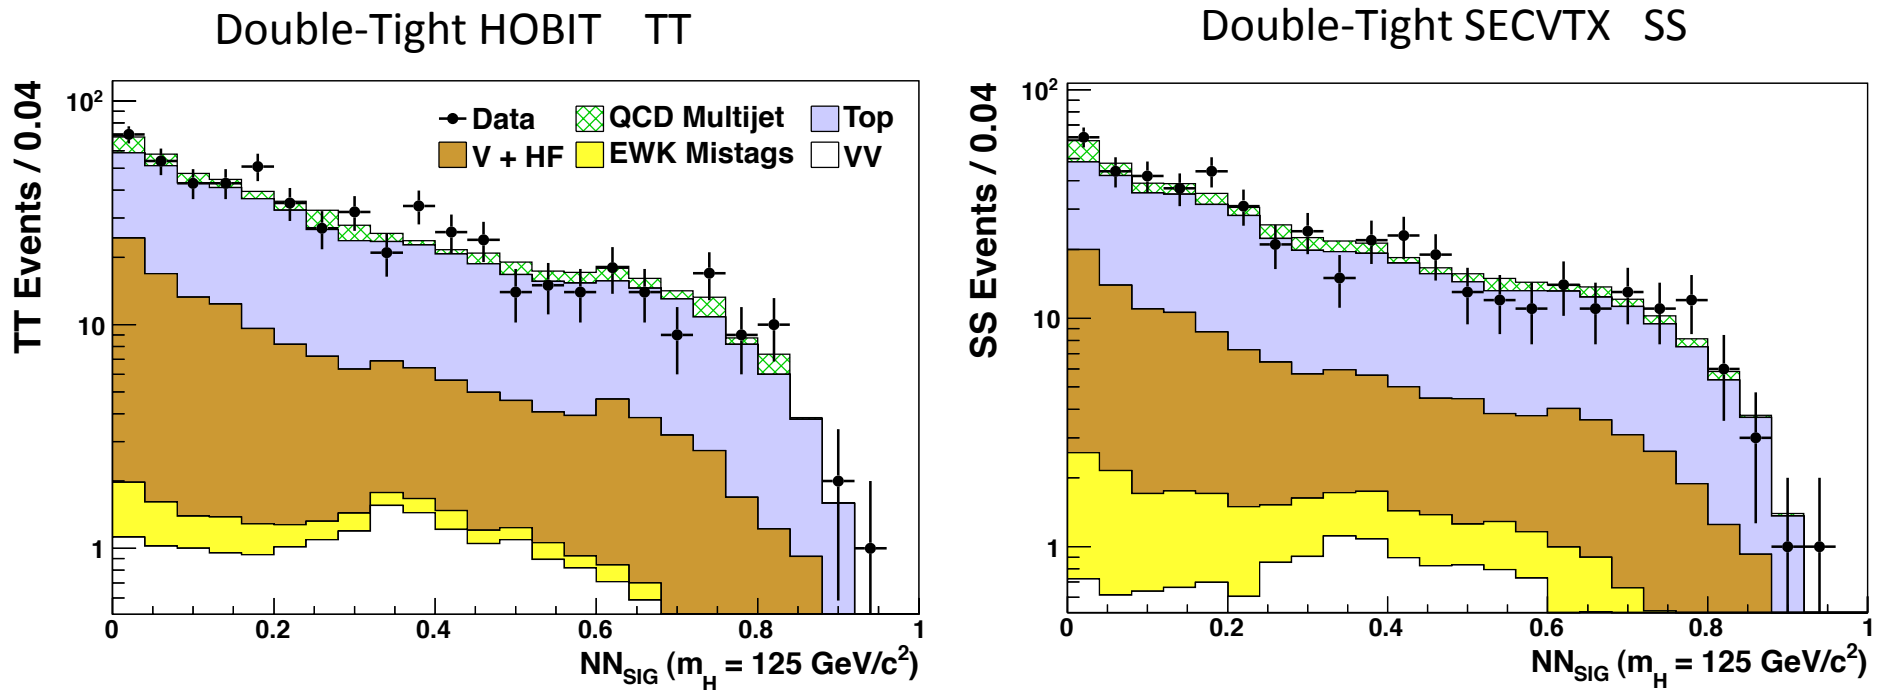 Double-Tight HOBIT TT
TT Events / 0.04
10²
10
1
Data
QCD Multijet
Top
V + HF
EWK Mistags
VV
0 0.2 0.4 0.6 0.8 1
NN_SIG (m_H = 125 GeV/c²)
Double-Tight SECVTX SS
SS Events / 0.04
10²
10
1
0 0.2 0.4 0.6 0.8 1
NN_SIG (m_H = 125 GeV/c²)